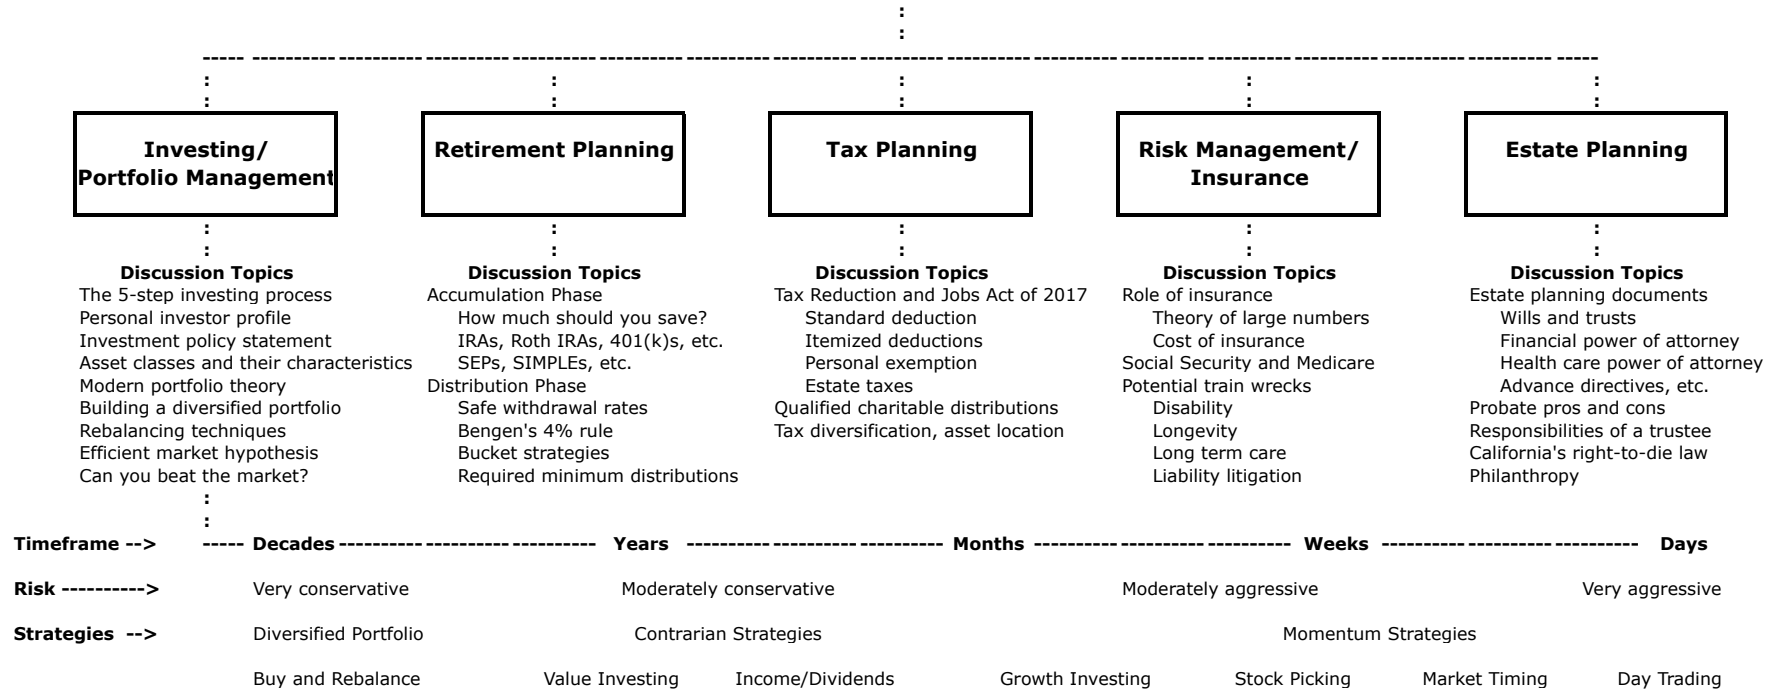 Investing/
Portfolio Management
Retirement Planning
Tax Planning
Risk Management/
Insurance
Estate Planning
Discussion Topics
The 5-step investing process
Personal investor profile
Investment policy statement
Asset classes and their characteristics
Modern portfolio theory
Building a diversified portfolio
Rebalancing techniques
Efficient market hypothesis
Can you beat the market?
Discussion Topics
Accumulation Phase
How much should you save?
IRAs, Roth IRAs, 401(k)s, etc.
SEPs, SIMPLEs, etc.
Distribution Phase
Safe withdrawal rates
Bengen's 4% rule
Bucket strategies
Required minimum distributions
Discussion Topics
Tax Reduction and Jobs Act of 2017
Standard deduction
Itemized deductions
Personal exemption
Estate taxes
Qualified charitable distributions
Tax diversification, asset location
Discussion Topics
Role of insurance
Theory of large numbers
Cost of insurance
Social Security and Medicare
Potential train wrecks
Disability
Longevity
Long term care
Liability litigation
Discussion Topics
Estate planning documents
Wills and trusts
Financial power of attorney
Health care power of attorney
Advance directives, etc.
Probate pros and cons
Responsibilities of a trustee
California's right-to-die law
Philanthropy
Timeframe --> ----- Decades ---------- ---------- ---------- Years ---------- ---------- ---------- Months ---------- ---------- ---------- Weeks ---------- ---------- ---------- Days
Risk ----------> Very conservative Moderately conservative Moderately aggressive Very aggressive
Strategies --> Diversified Portfolio Contrarian Strategies Momentum Strategies
Buy and Rebalance Value Investing Income/Dividends Growth Investing Stock Picking Market Timing Day Trading